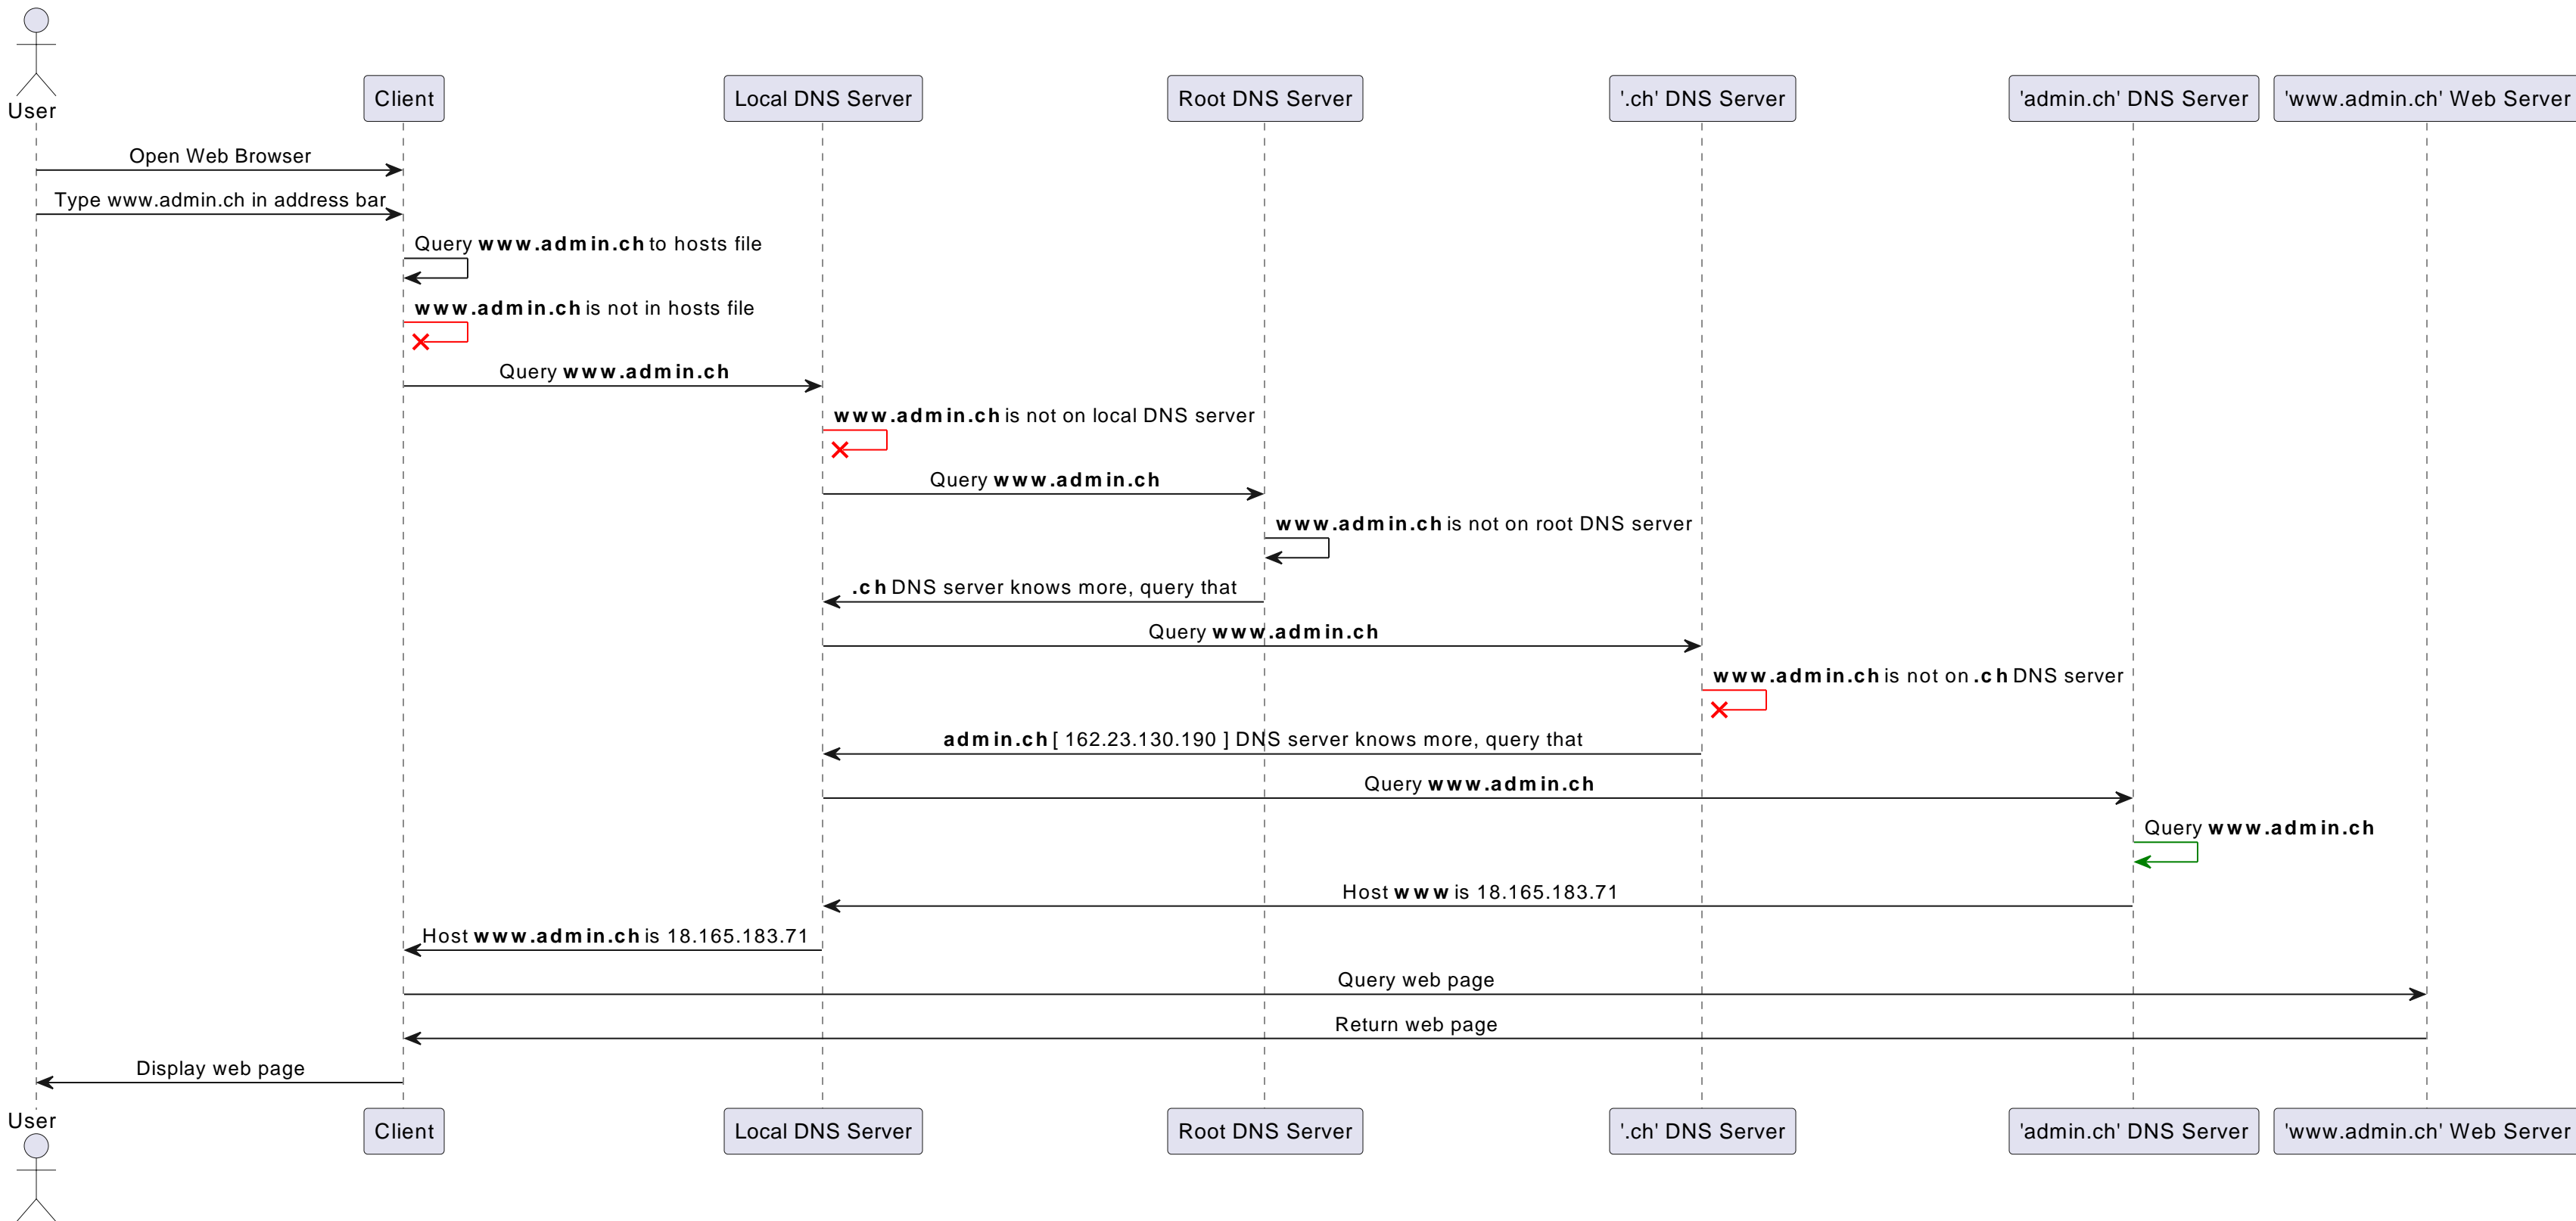 User
Client
Local DNS Server
Root DNS Server
'.ch' DNS Server
'admin.ch' DNS Server
'www.admin.ch' Web Server
Open Web Browser
Type www.admin.ch in address bar
Query www.admin.ch to hosts file
www.admin.ch is not in hosts file
Query www.admin.ch
www.admin.ch is not on local DNS server
Query www.admin.ch
www.admin.ch is not on root DNS server
.ch DNS server knows more, query that
Query www.admin.ch
www.admin.ch is not on .ch DNS server
admin.ch [ 162.23.130.190 ] DNS server knows more, query that
Query www.admin.ch
Query www.admin.ch
Host www is 18.165.183.71
Host www.admin.ch is 18.165.183.71
Query web page
Return web page
Display web page
User
Client
Local DNS Server
Root DNS Server
'.ch' DNS Server
'admin.ch' DNS Server
'www.admin.ch' Web Server